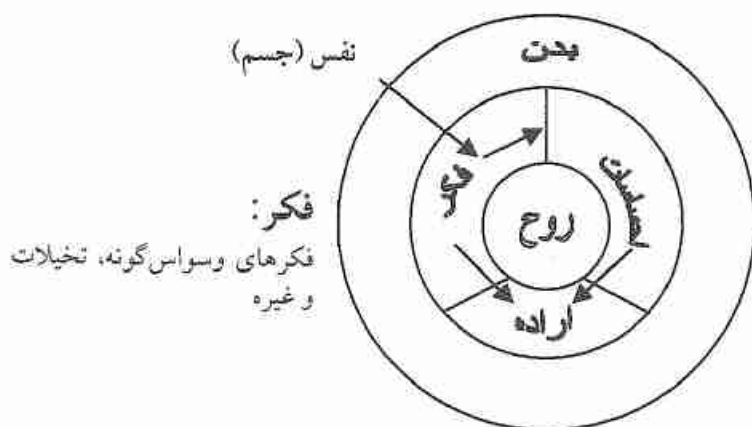 بدن
نفس (جسم)
فکر
احساسات
روح
اراده
فکر:
فکرهای وسواس‌گونه، تخیلات
و غیره